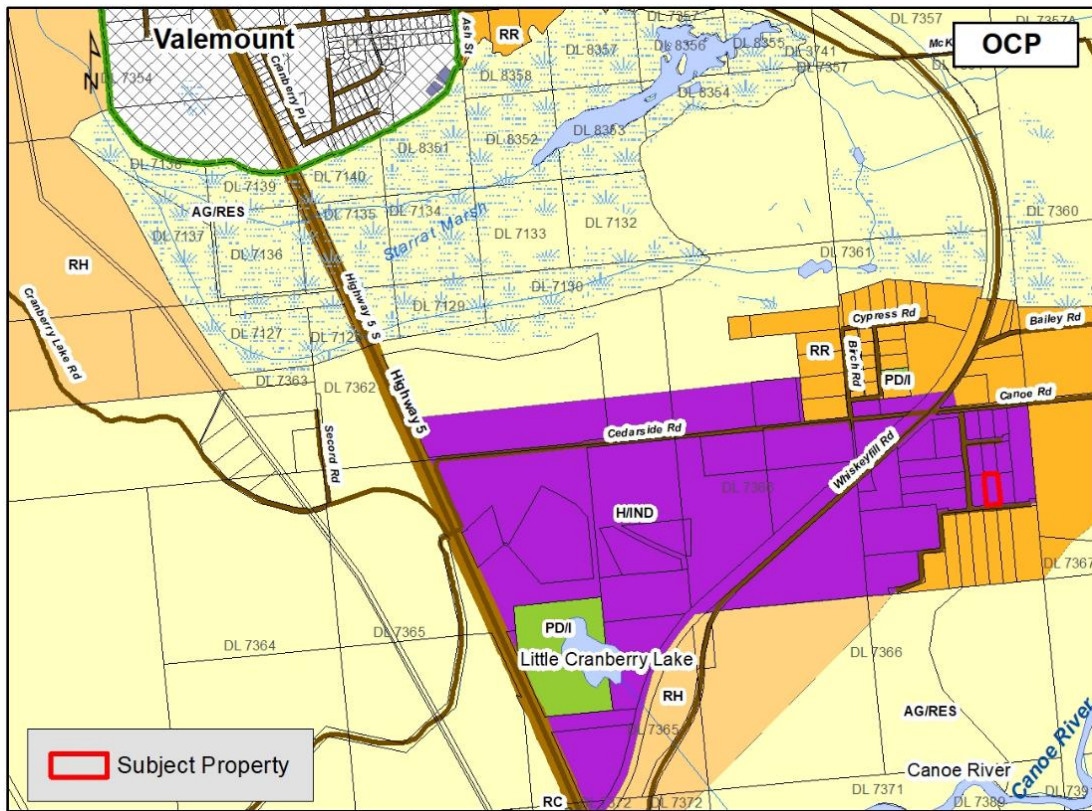 DL 7357
DL 7357
DL 7357A
OCP
Valemount
Ash St
RR
DL 8357
DL 8356
DL 8355
DL 3741
DL 7357
McK
DL 7354
Cranberry Pl
DL 8358
DL 8354
DL 8353
DL 8352
DL 8351
DL 7138
DL 7140
DL 7139
AG/RES
DL 7135
DL 7134
Starrat Marsh
DL 7132
DL 7133
DL 7360
DL 7137
DL 7136
DL 7361
RH
DL 7130
DL 7129
Highway 5 S
Cranberry Lake Rd
DL 7127
Cypress Rd
Bailey Rd
RR
Birch Rd
PD/I
DL 7363
DL 7362
Highway 5
Canoe Rd
Secord Rd
Cedarside Rd
Whiskeyfill Rd
H/IND
DL 7367
PD/I
DL 7364
DL 7365
Little Cranberry Lake
DL 7366
RH
DL 7365
AG/RES
Canoe River
Subject Property
Canoe River
DL 7371
RC
DL 7372
DL 7389